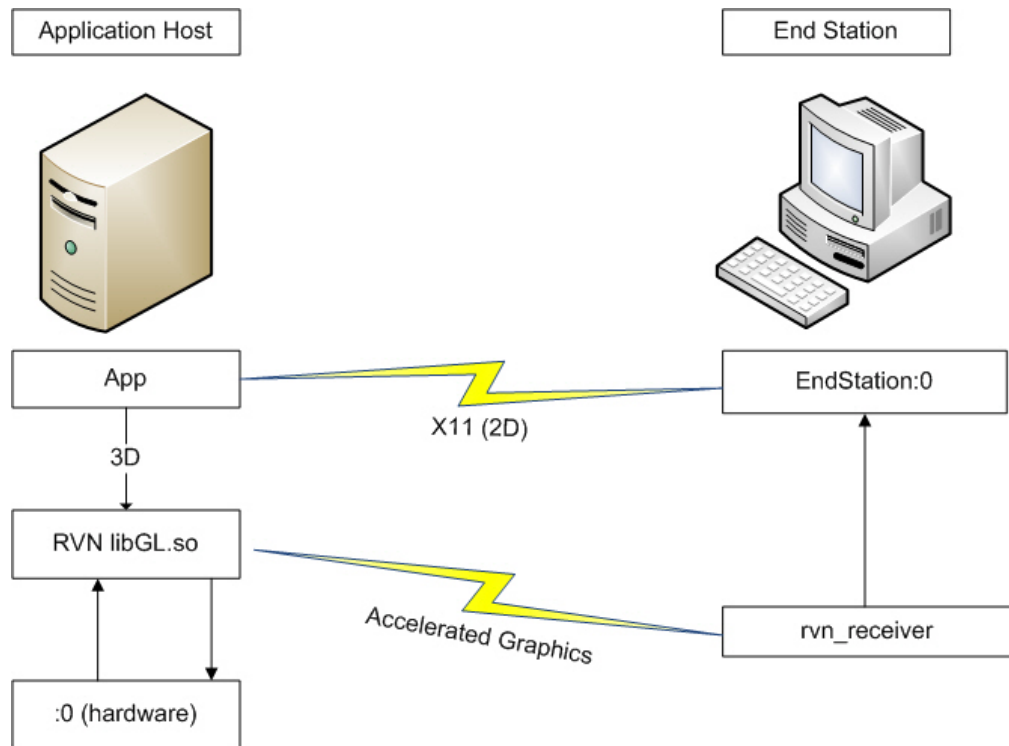 Application Host
End Station
App
EndStation:0
X11 (2D)
3D
RVN libGL.so
Accelerated Graphics
rvn_receiver
:0 (hardware)